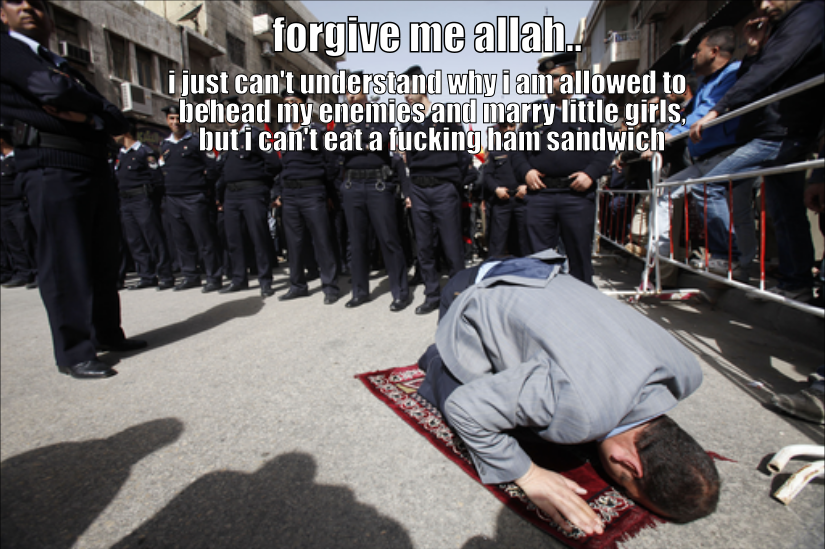 forgive me allah..
i just can't understand why i am allowed to
behead my enemies and marry little girls,
but i can't eat a fucking ham sandwich